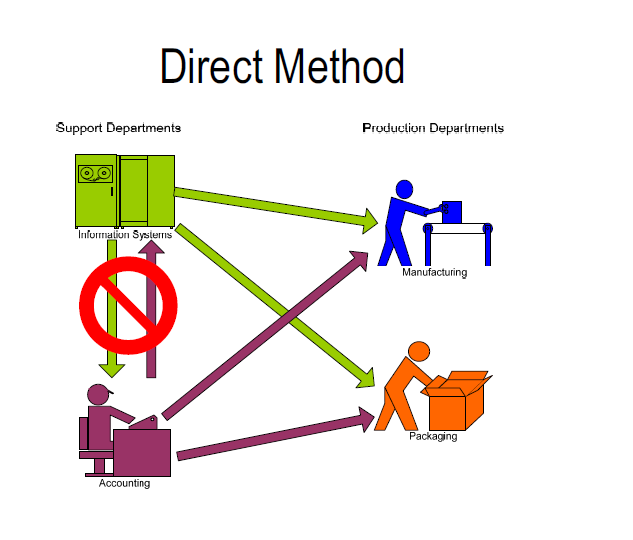 Direct Method
Support Departments
Production Departments
Information Systems
Manufacturing
Packaging
Accounting